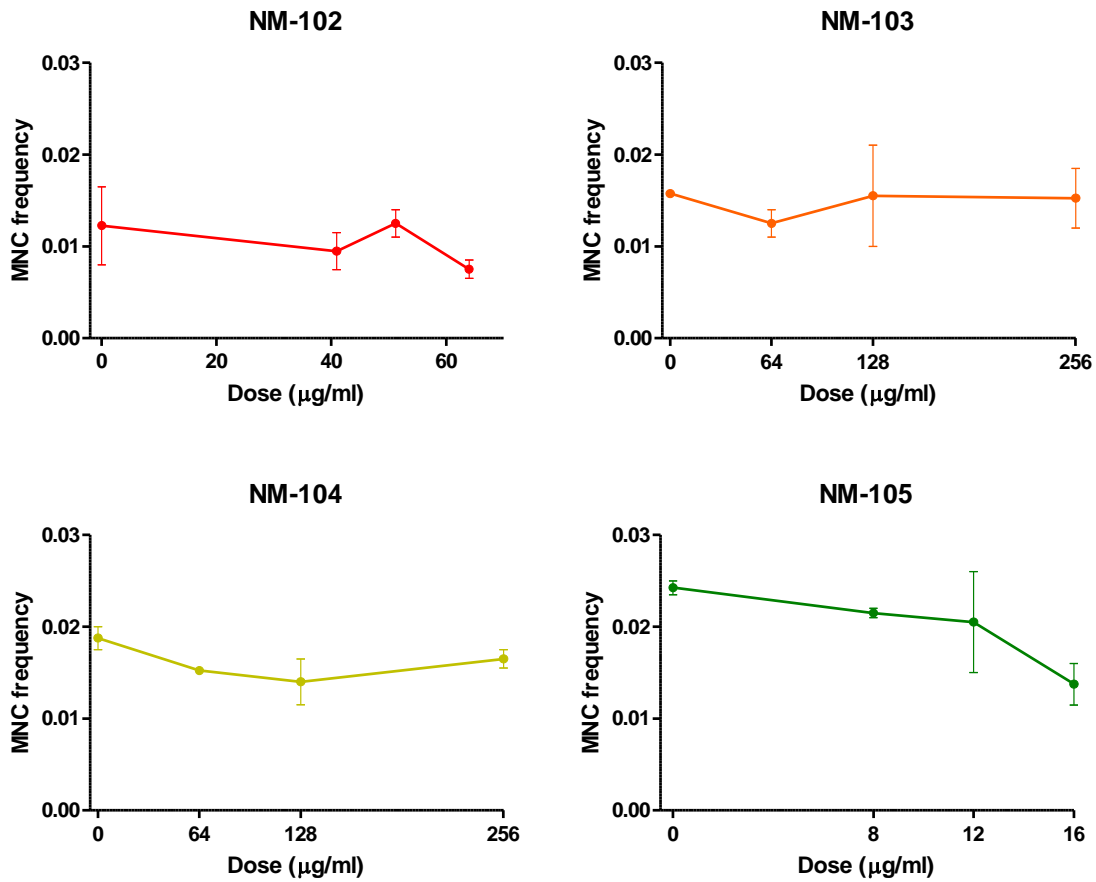 NM-102
0.03
0.02
0.01
0.00
MNC frequency
0 20 40 60
Dose (μg/ml)
NM-103
0.03
0.02
0.01
0.00
MNC frequency
0 64 128 256
Dose (μg/ml)
NM-104
0.03
0.02
0.01
0.00
MNC frequency
0 64 128 256
Dose (μg/ml)
NM-105
0.03
0.02
0.01
0.00
MNC frequency
0 8 12 16
Dose (μg/ml)